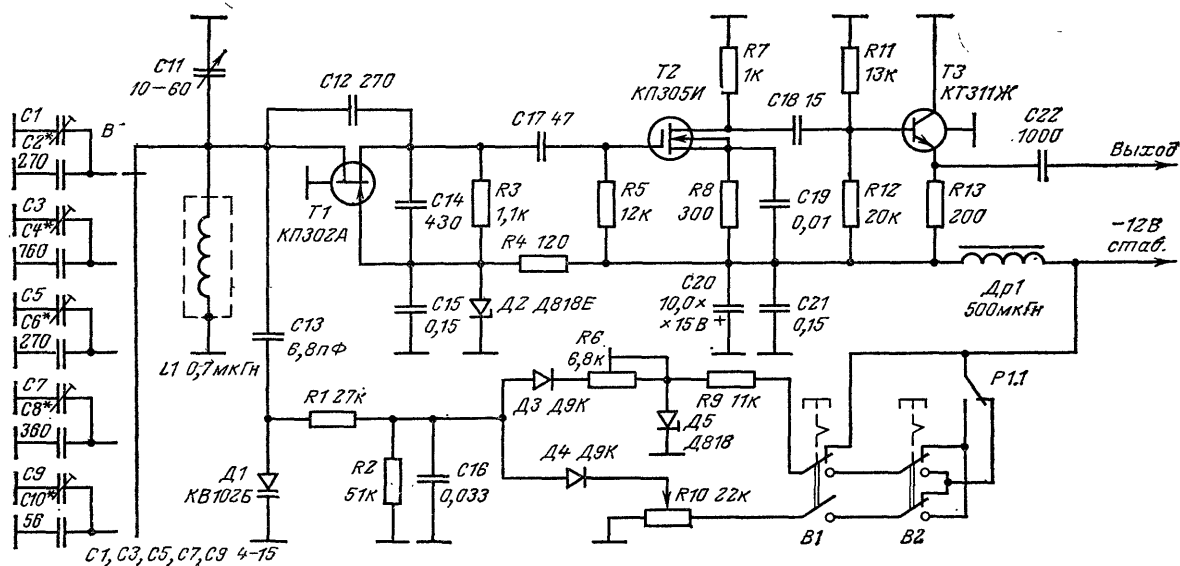 C1
C2*
270
В
C3
C4*
760
C5
C6*
270
C7
C8*
360
C9
C10*
56
C1, C3, C5, C7, C9 4-15
C11
10-60
L1 0,7мкГн
C12 270
T1
КП302А
C13
6,8пФ
Д1
КВ102Б
C14
430
C15
0,15
R3
1,1к
Д2 Д818Е
R4 120
C17 47
R5
12к
T2
КП305И
R7
1к
R8
300
C18 15
C19
0,01
R11
13к
R12
20к
T3
КТ311Ж
R13
200
C22
1000
Выход
-12В
стаб.
Др1
500мкГн
C20
10,0×
×15В
+
C21
0,15
R1 27к
R2
51к
C16
0,033
Д3 Д9К
R6
6,8к
Д4 Д9К
Д5
Д818
R9 11к
R10 22к
В1
В2
P1.1